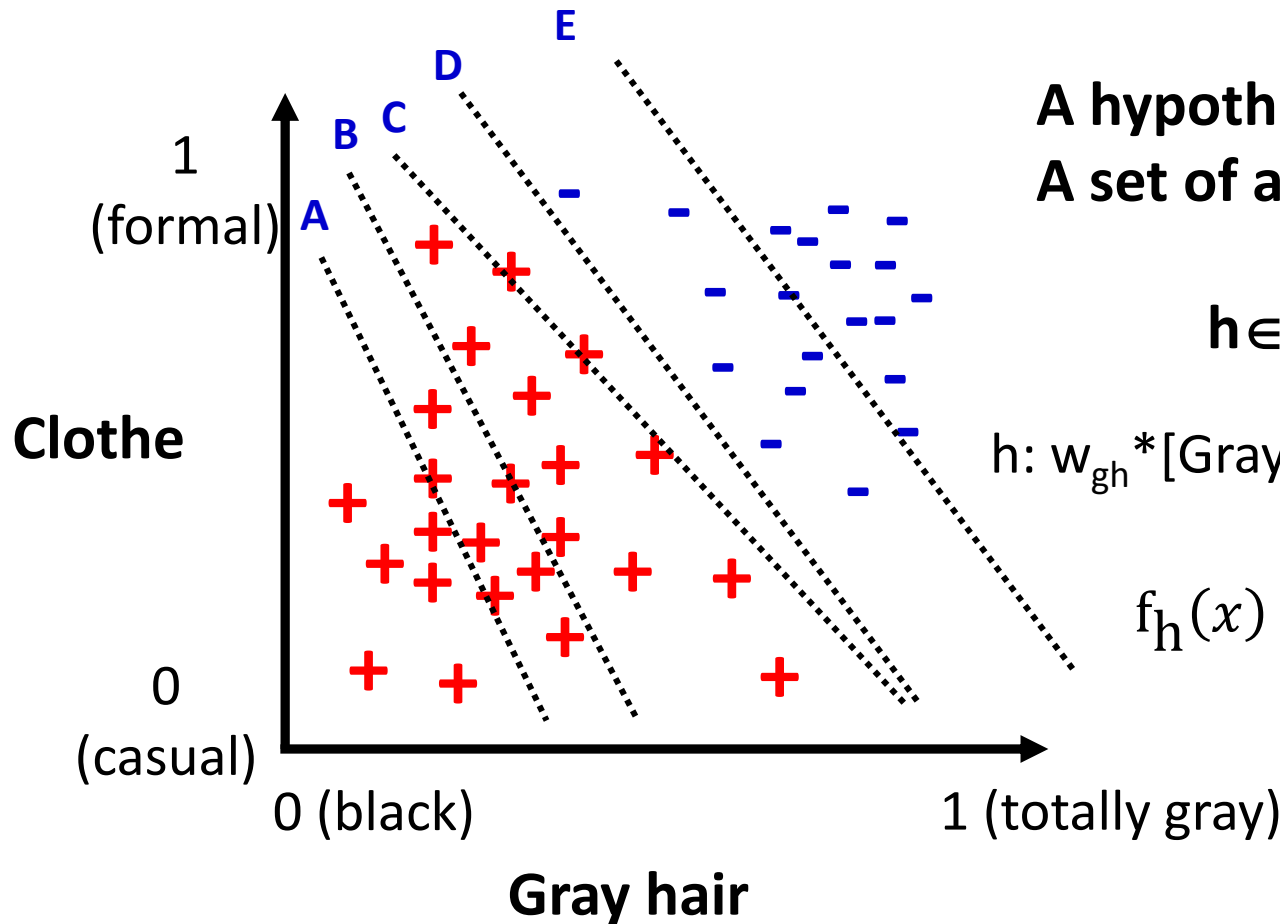 E
D
C
B
A
1
(formal)
Clothe
0
(casual)
0 (black)
1 (totally gray)
Gray hair
A hypoth
A set of a
h∈
h: w_gh*[Gray
f_h(x)